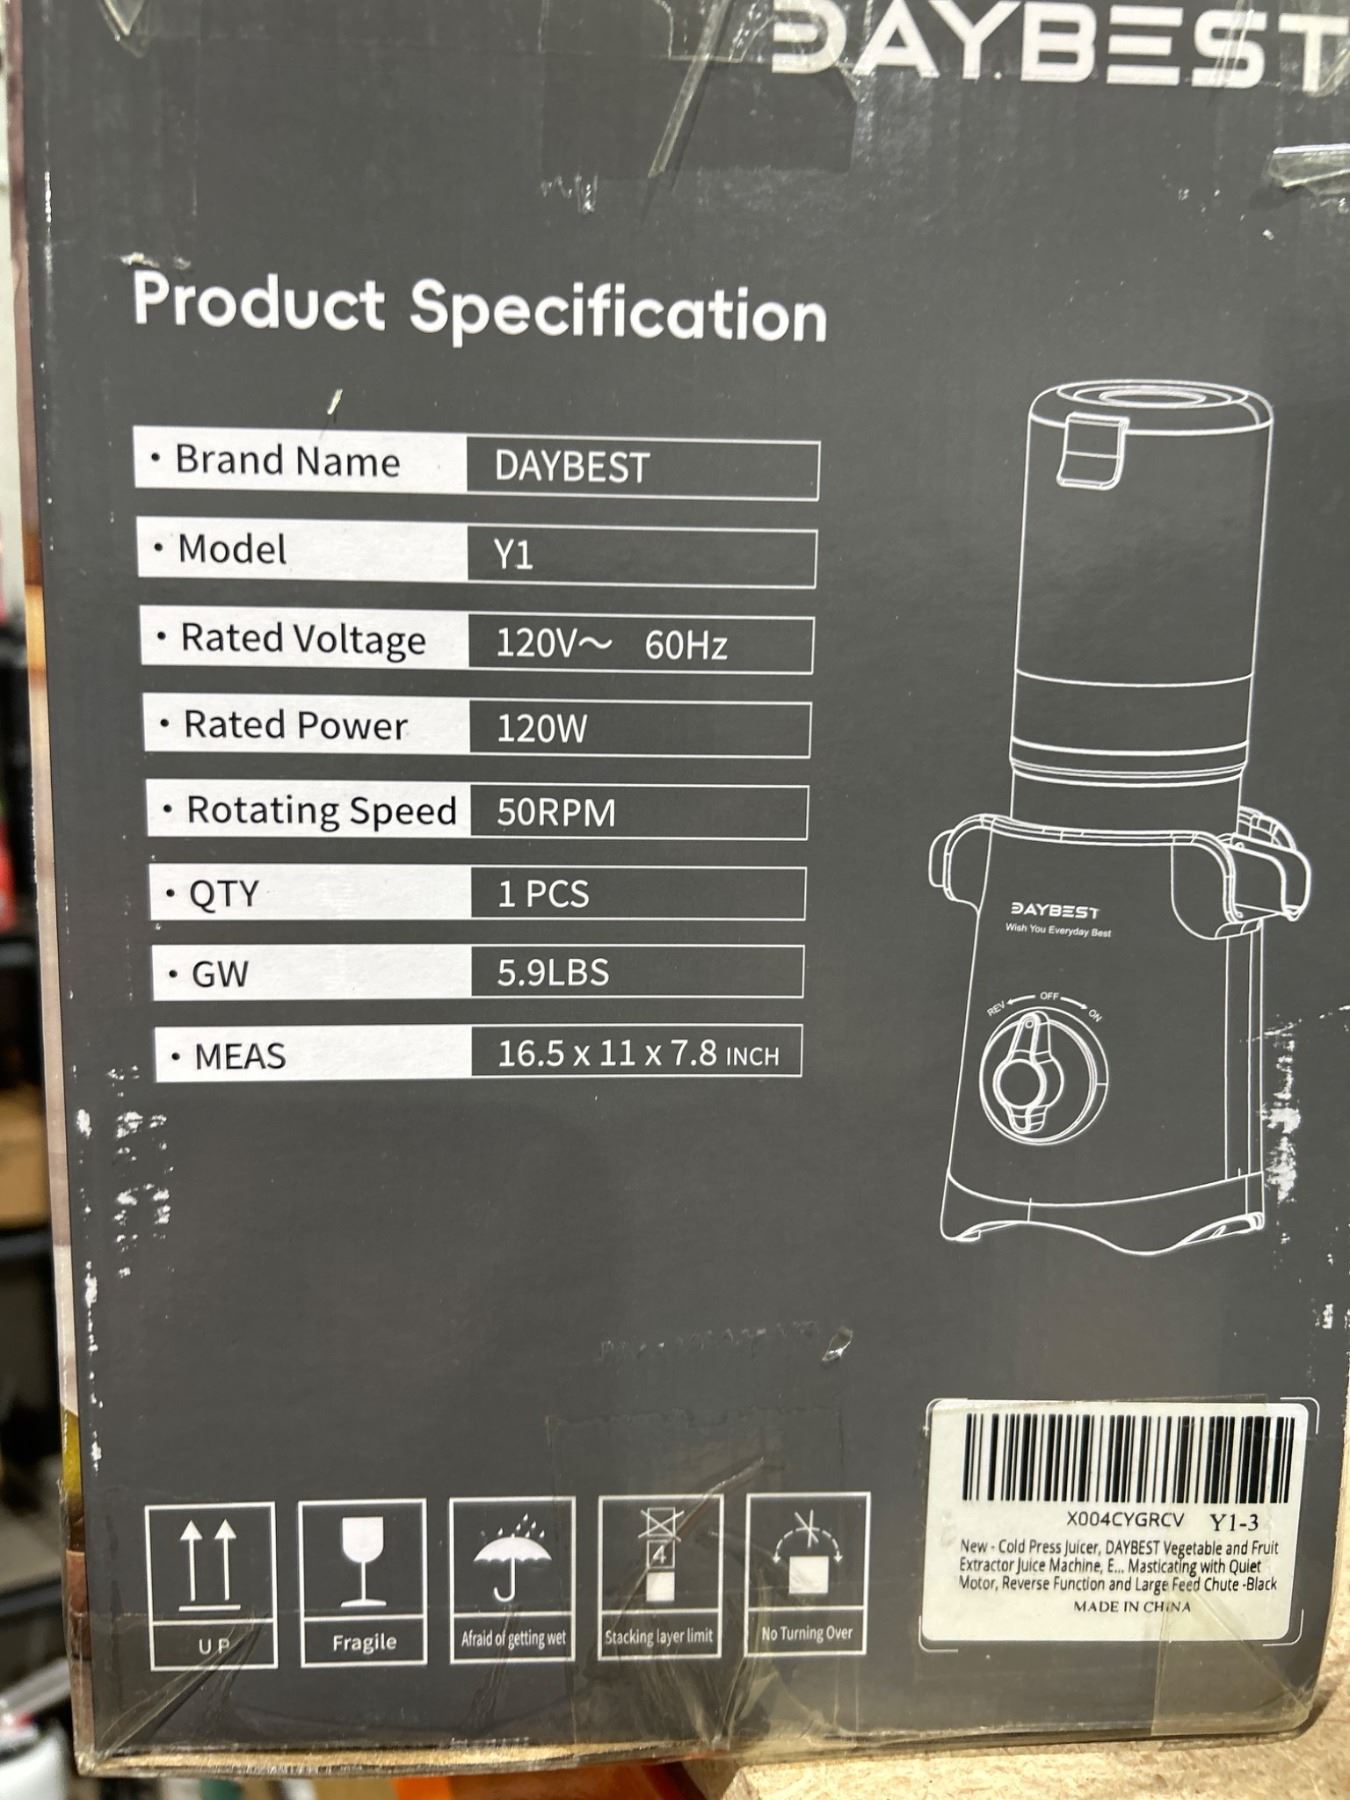 DAYBEST
Product Specification
· Brand Name DAYBEST
· Model Y1
· Rated Voltage 120V～ 60Hz
· Rated Power 120W
· Rotating Speed 50RPM
· QTY 1 PCS
· GW 5.9LBS
· MEAS 16.5 x 11 x 7.8 INCH
DAYBEST
Wish You Everyday Best
REV OFF ON
4
UP
Fragile
Afraid of getting wet
Stacking layer limit
No Turning Over
X004CYGRCV Y1-3
New - Cold Press Juicer, DAYBEST Vegetable and Fruit
Extractor Juice Machine, E... Masticating with Quiet
Motor, Reverse Function and Large Feed Chute -Black
MADE IN CHINA